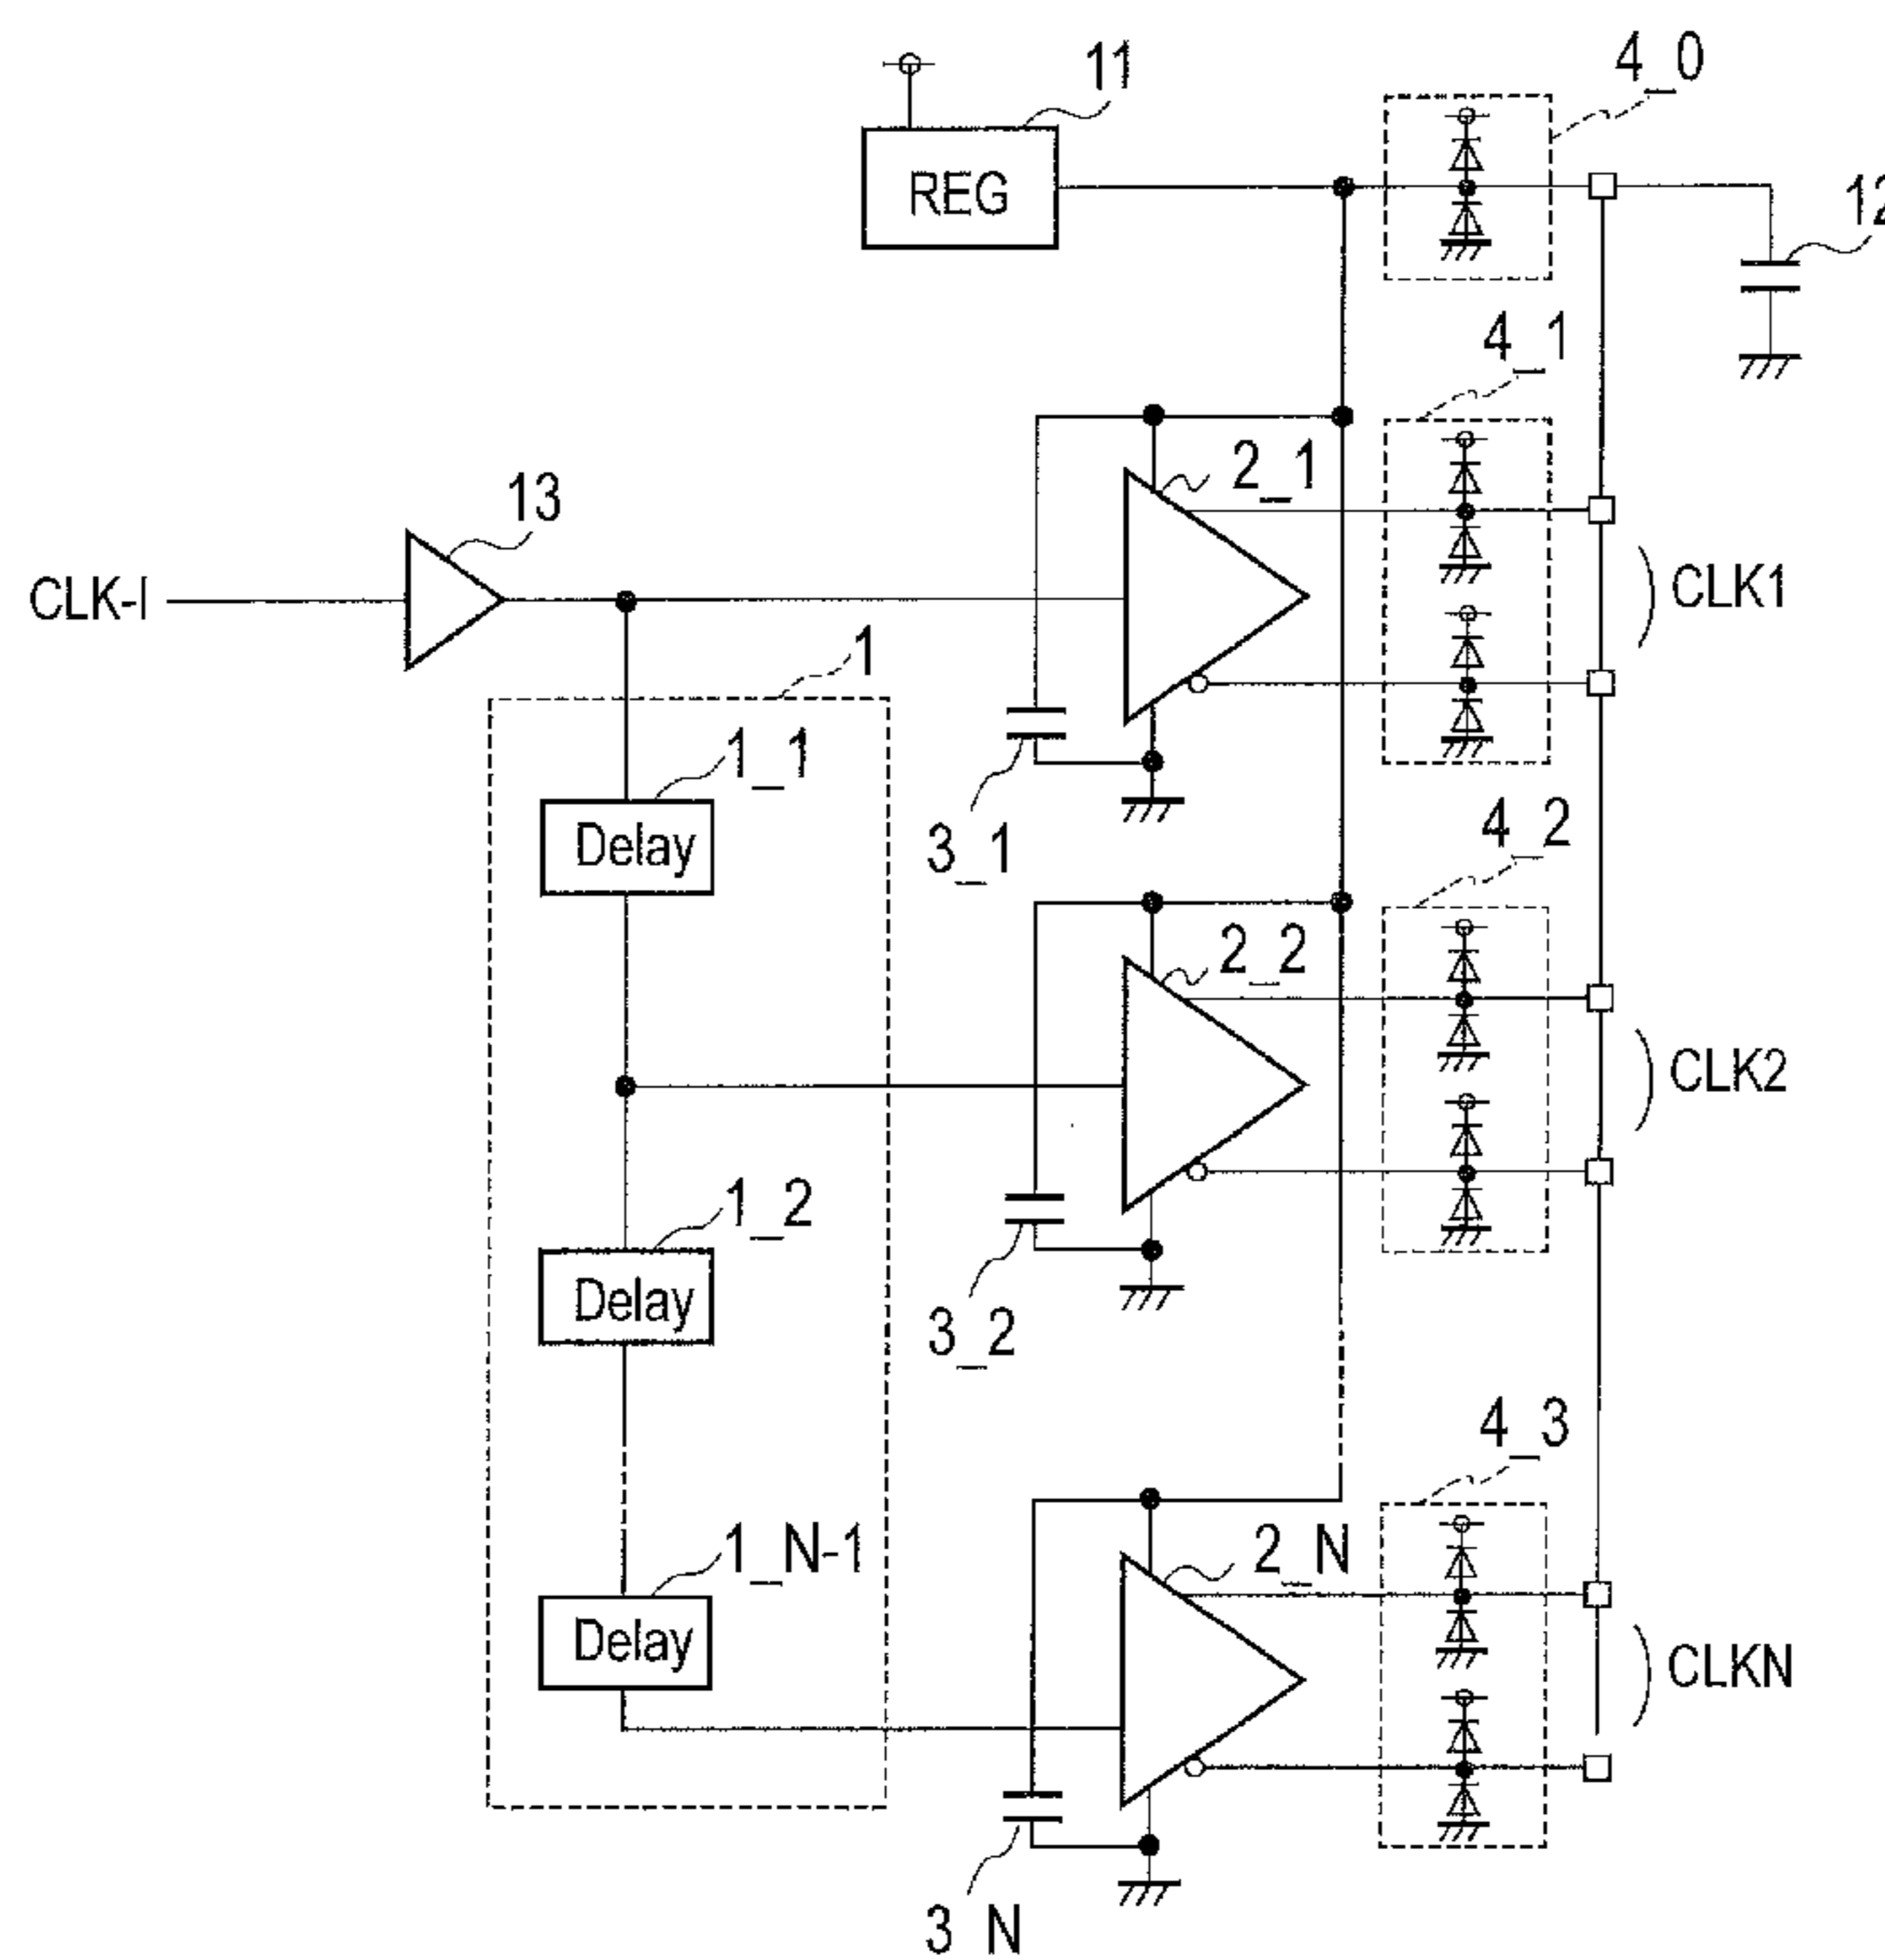 11
4_0
REG
12
4_1
2_1
13
CLK-I
CLK1
1
1_1
Delay
3_1
4_2
2_2
CLK2
1_2
Delay
3_2
4_3
1_N-1
2_N
Delay
CLKN
3_N